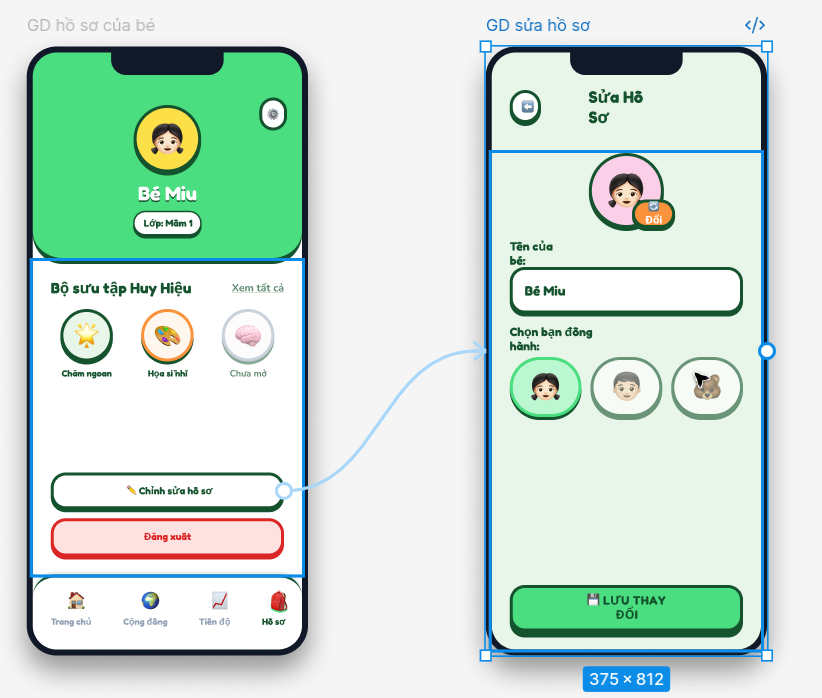 GD hồ sơ của bé
GD sửa hồ sơ
</>
Bé Miu
Lớp: Mầm 1
Bộ sưu tập Huy Hiệu
Xem tất cả
Chăm ngoan
Họa sĩ nhí
Chưa mở
Chỉnh sửa hồ sơ
Đăng xuất
Trang chủ
Cộng đồng
Tiến độ
Hồ sơ
Sửa Hồ
Sơ
Đổi
Tên của
bé:
Bé Miu
Chọn bạn đồng
hành:
LƯU THAY
ĐỔI
375 × 812